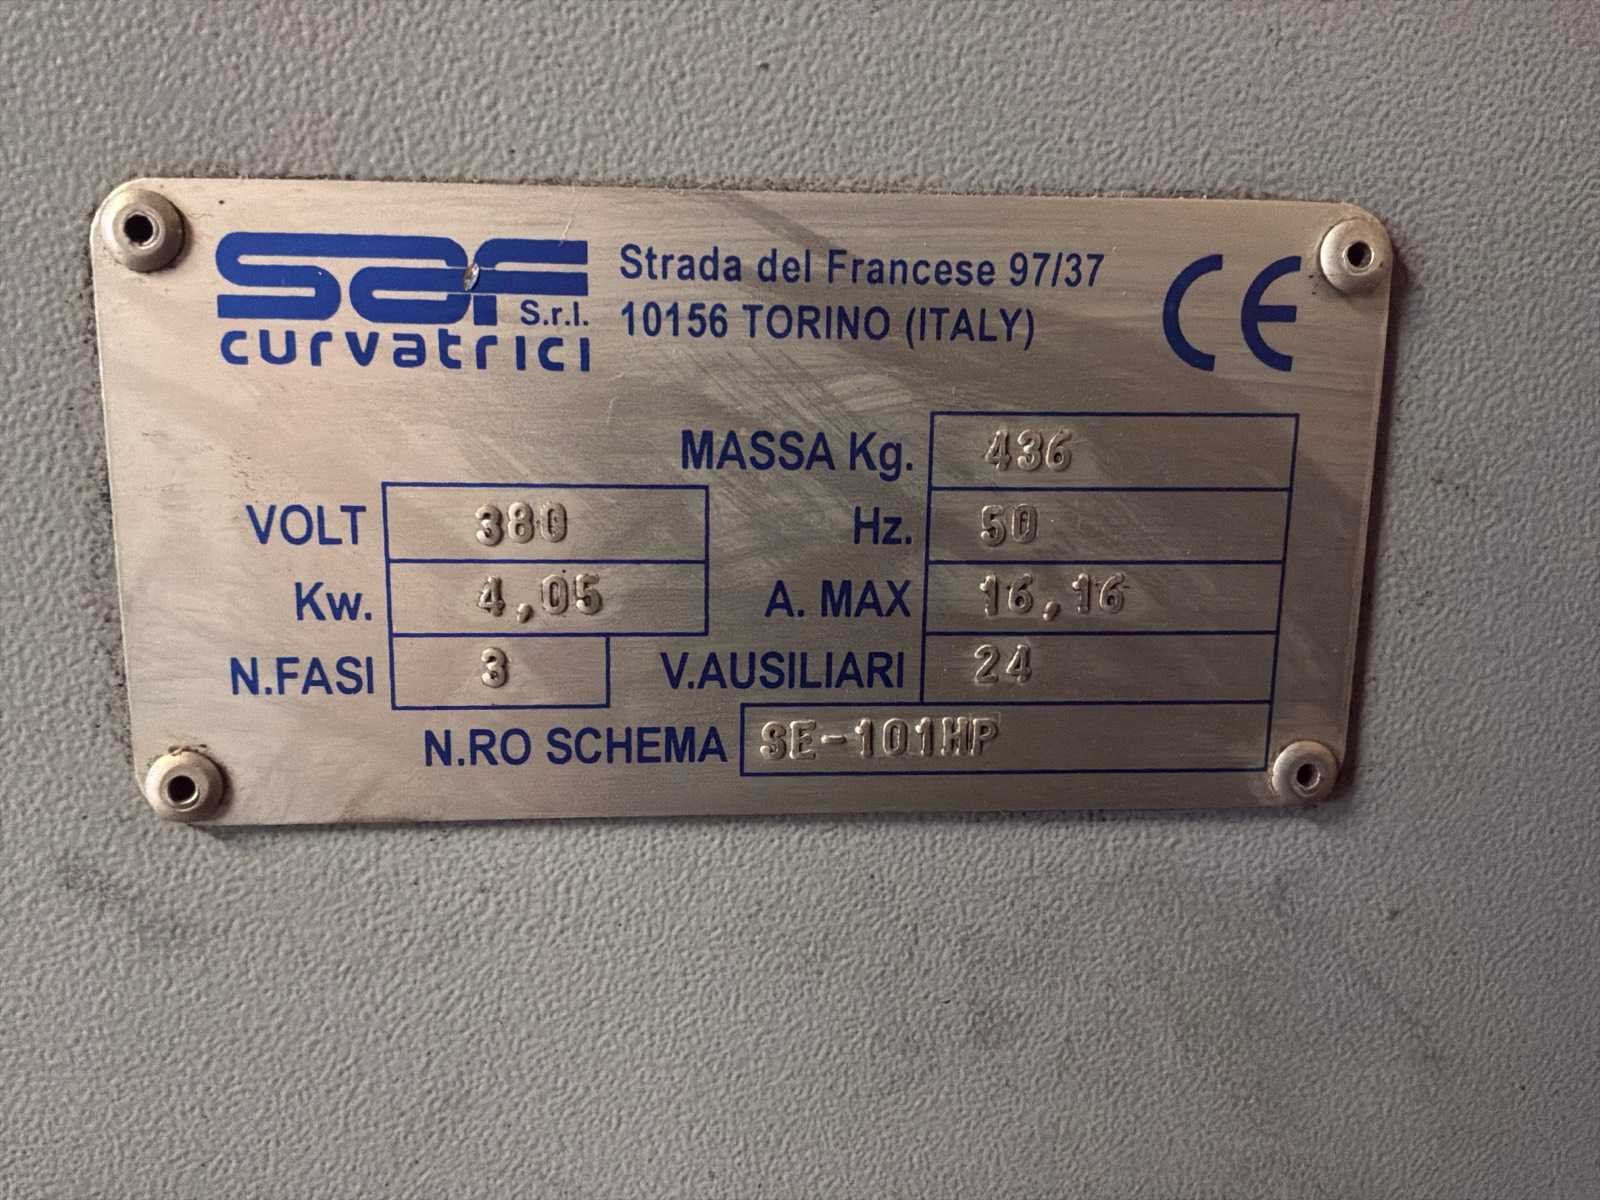 saf S.r.l.
curvatrici
Strada del Francese 97/37
10156 TORINO (ITALY)
CE
MASSA Kg. 436
VOLT 380
Hz. 50
Kw. 4,05
A. MAX 16,16
N.FASI 3
V.AUSILIARI 24
N.RO SCHEMA SE-101HP